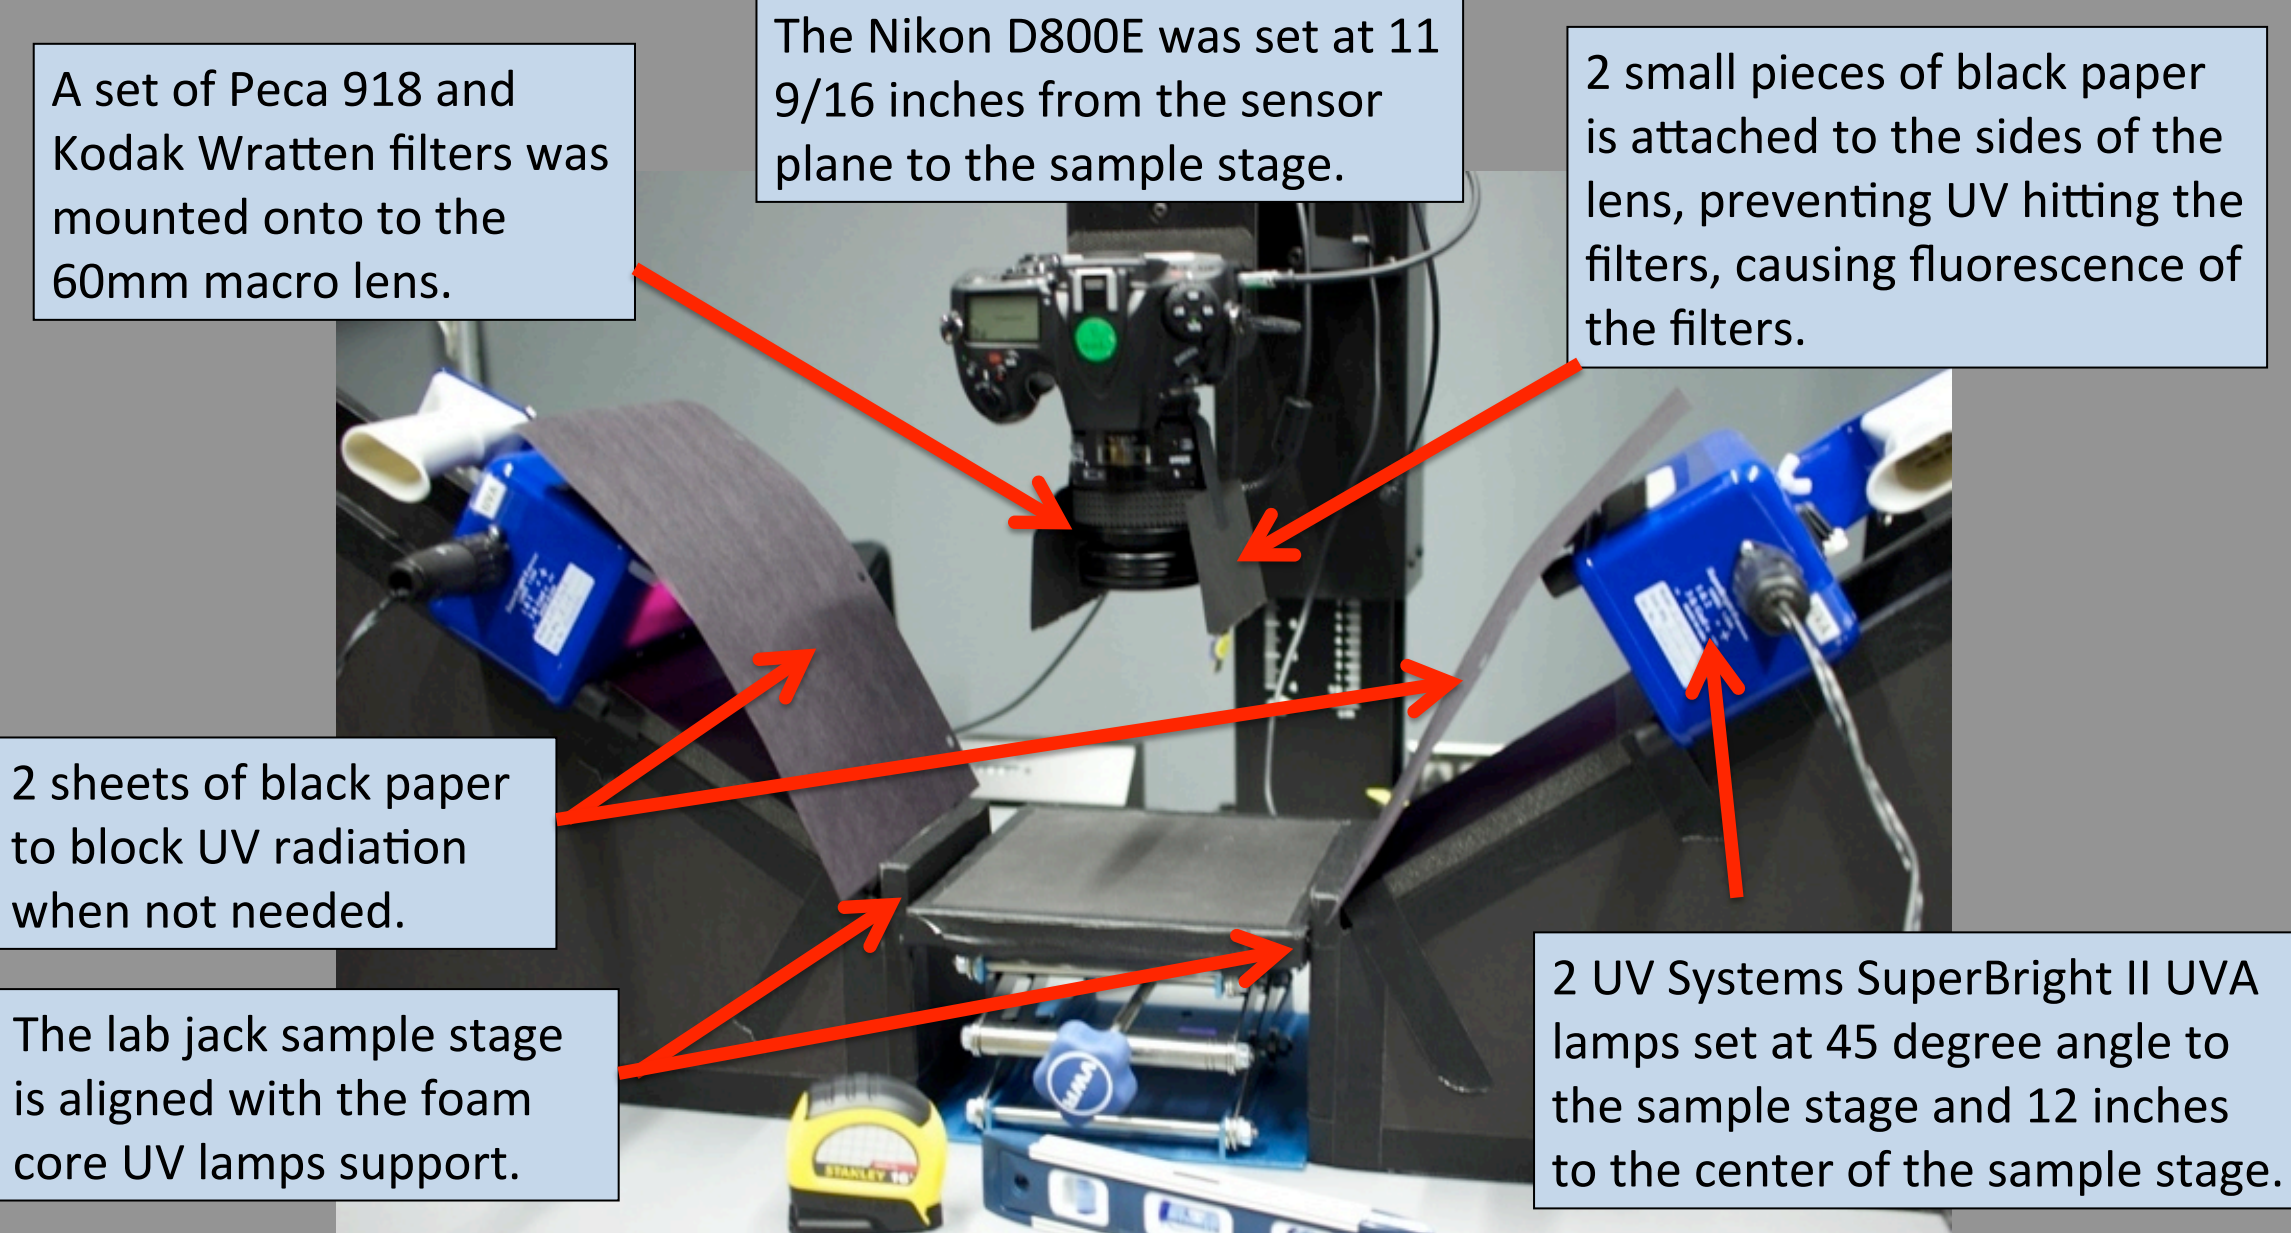 A set of Peca 918 and
Kodak Wratten filters was
mounted onto to the
60mm macro lens.
The Nikon D800E was set at 11
9/16 inches from the sensor
plane to the sample stage.
2 small pieces of black paper
is attached to the sides of the
lens, preventing UV hitting the
filters, causing fluorescence of
the filters.
UVA
UVA
2 sheets of black paper
to block UV radiation
when not needed.
The lab jack sample stage
is aligned with the foam
core UV lamps support.
VWR
STANLEY 16'
2 UV Systems SuperBright II UVA
lamps set at 45 degree angle to
the sample stage and 12 inches
to the center of the sample stage.